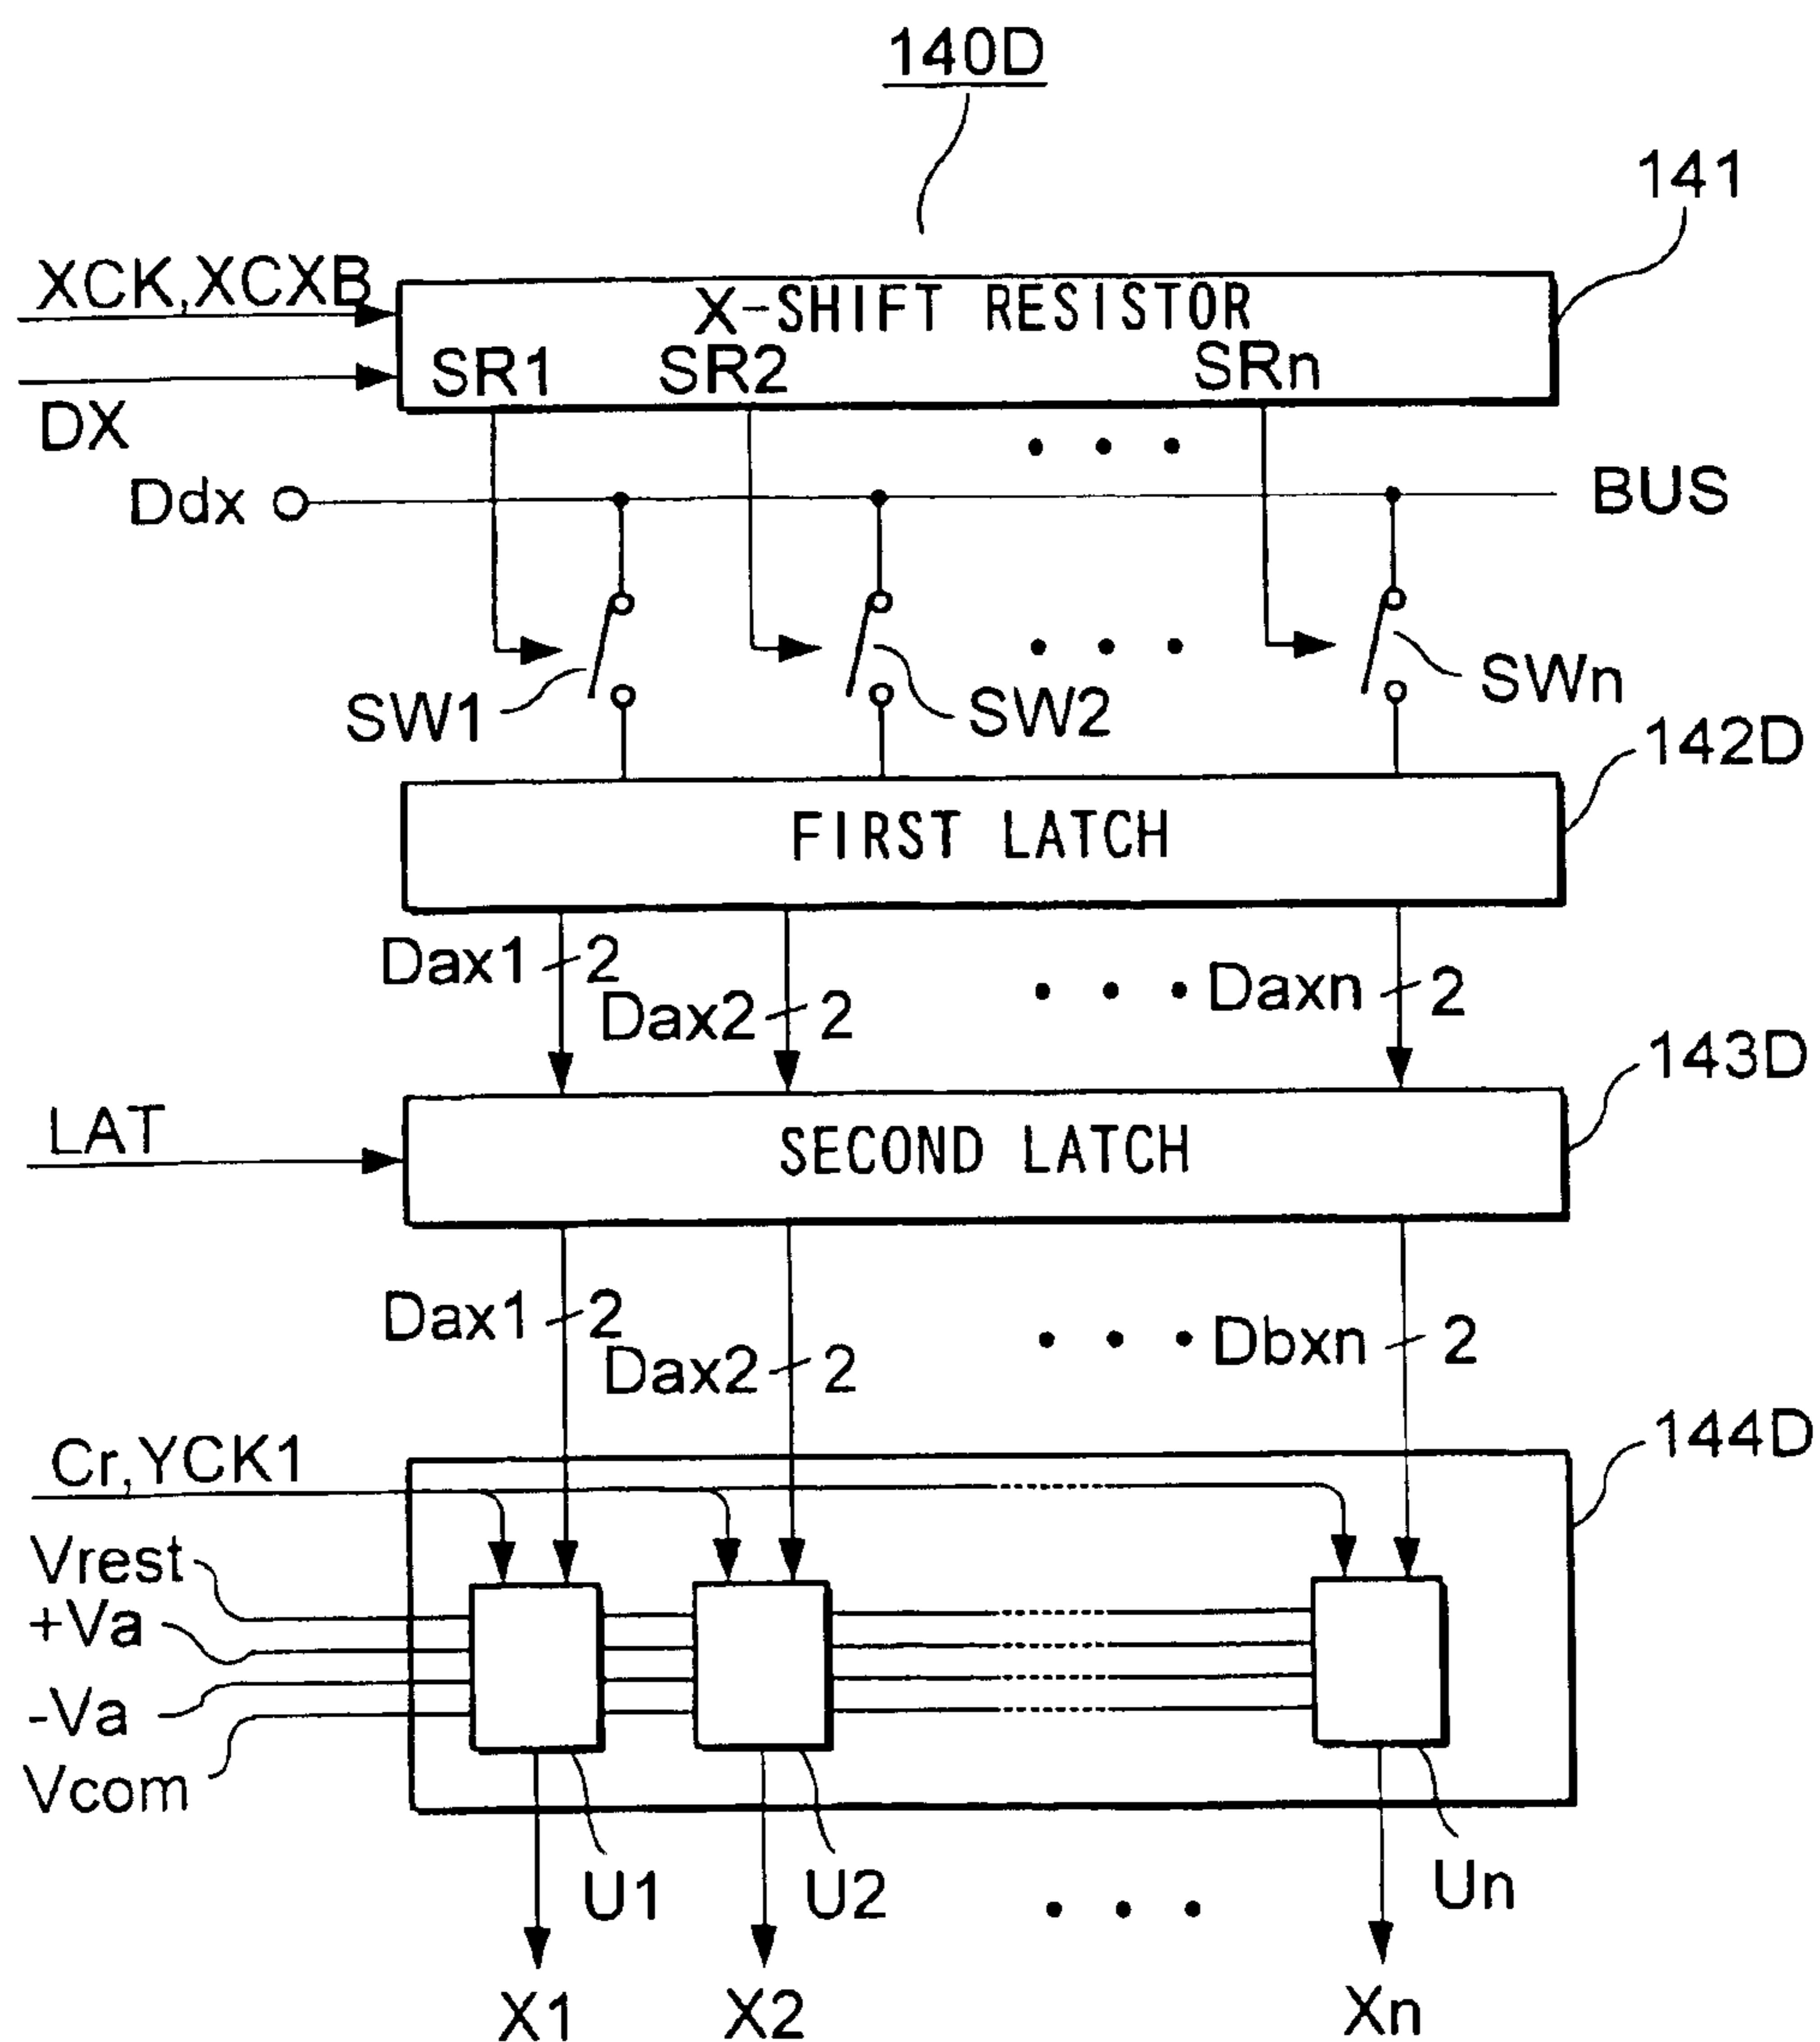 140D
141
XCK,XCXB
X-SHIFT RESISTOR
SR1 SR2 SRn
DX
Ddx BUS
SW1 SW2 SWn
142D
FIRST LATCH
Dax1 2 Dax2 2 Daxn 2
143D
LAT
SECOND LATCH
Dax1 2 Dax2 2 Dbxn 2
144D
Cr,YCK1
Vrest
+Va
-Va
Vcom
U1 U2 Un
X1 X2 Xn